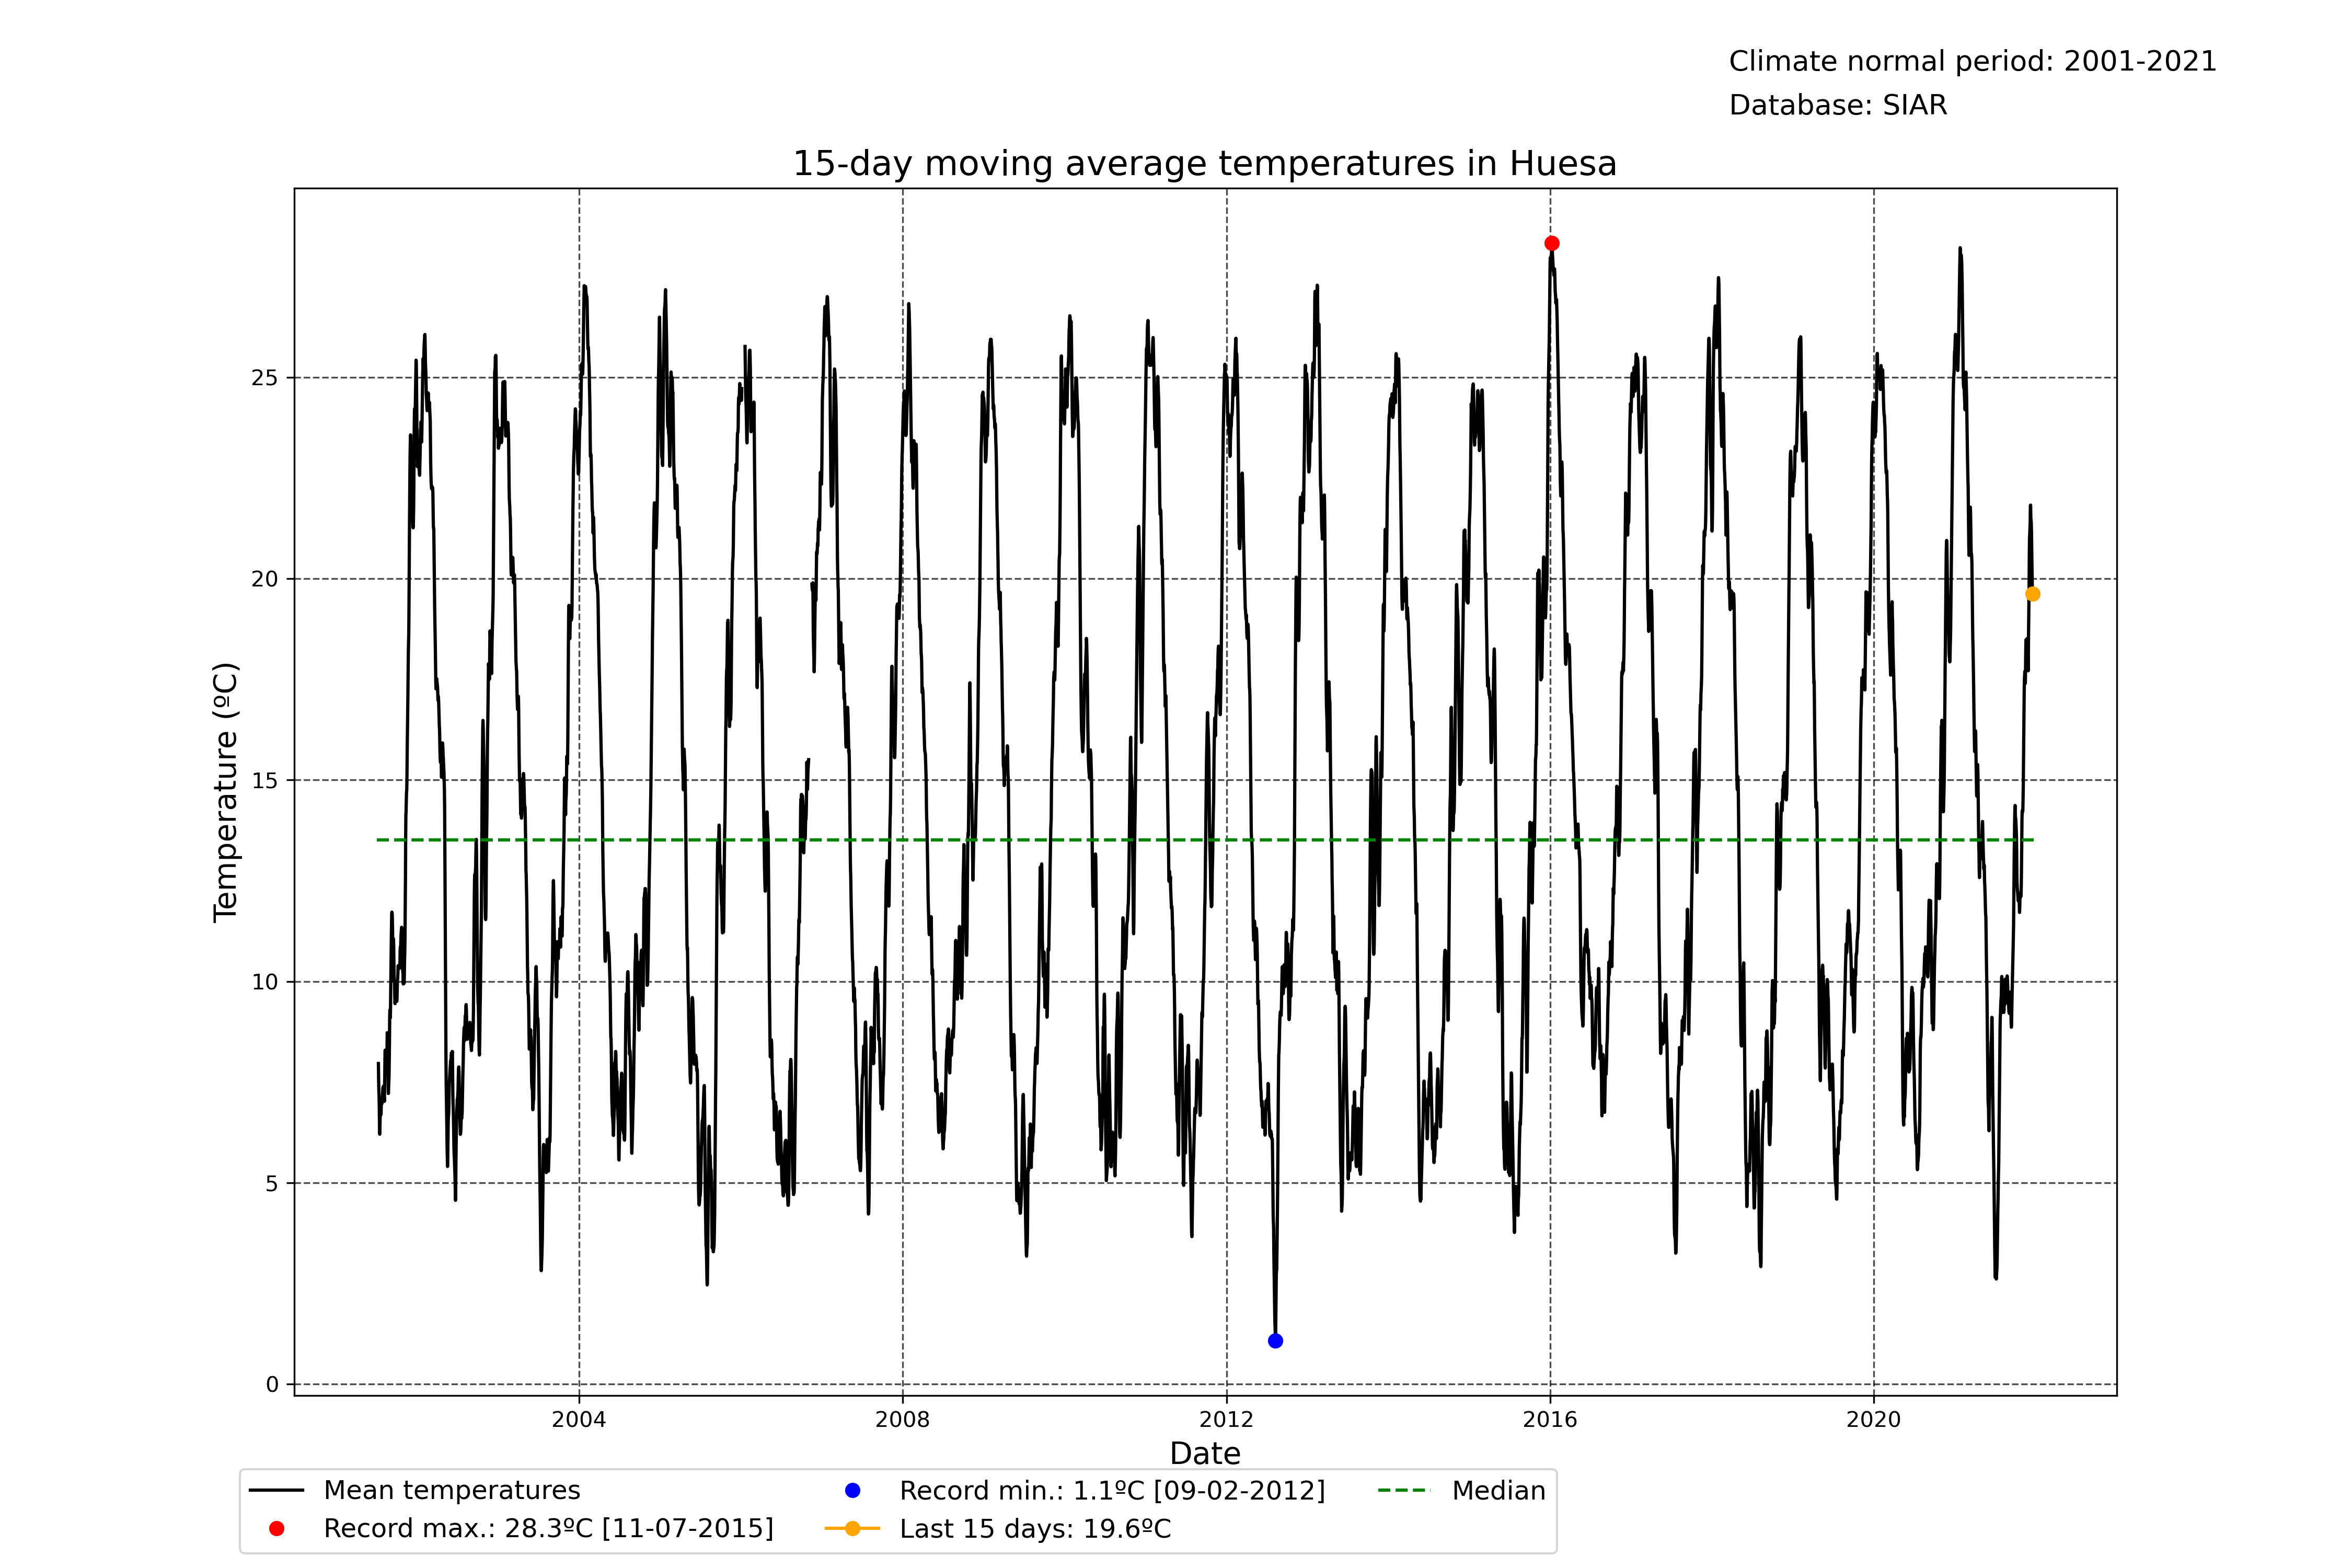 Climate normal period: 2001-2021
Database: SIAR
15-day moving average temperatures in Huesa
Temperature (ºC)
25
20
15
10
5
0
2004 2008 2012 2016 2020
Date
Mean temperatures
Record max.: 28.3ºC [11-07-2015]
Record min.: 1.1ºC [09-02-2012]
Last 15 days: 19.6ºC
Median